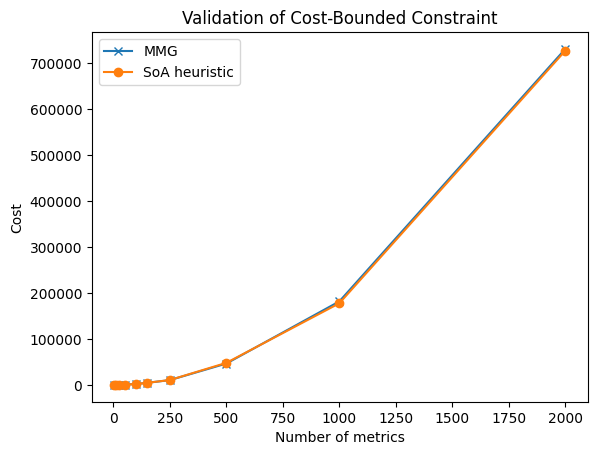 Validation of Cost-Bounded Constraint
MMG
SoA heuristic
700000
600000
500000
400000
300000
200000
100000
0
Cost
0 250 500 750 1000 1250 1500 1750 2000
Number of metrics